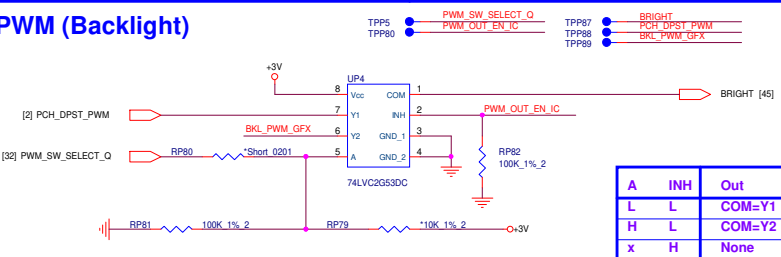 PWM (Backlight)
TPP5 PWM_SW_SELECT_Q
TPP80 PWM_OUT_EN_IC
TPP87 BRIGHT
TPP88 PCH_DPST_PWM
TPP89 BKL_PWM_GFX
+3V
UP4
8 Vcc COM 1
BRIGHT [45]
[2] PCH_DPST_PWM
7 Y1 INH 2
PWM_OUT_EN_IC
BKL_PWM_GFX
6 Y2 GND_1 3
[32] PWM_SW_SELECT_Q
RP80 *Short_0201
5 A GND_2 4
74LVC2G53DC
RP82
100K_1%_2
RP81 100K_1%_2
RP79 *10K_1%_2
+3V
A INH Out
L L COM=Y1
H L COM=Y2
x H None